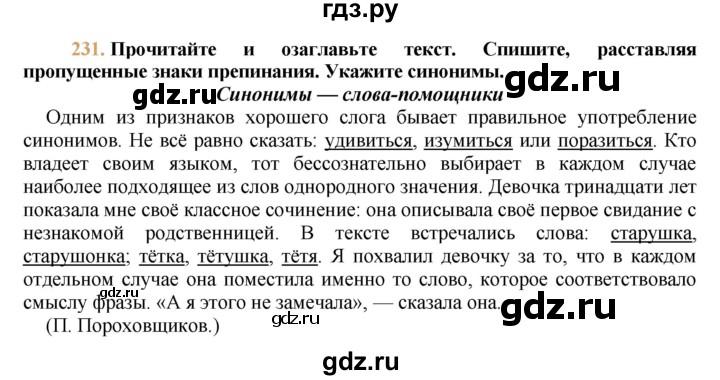 гдз.ру
231. Прочитайте и озаглавьте текст. Спишите, расставляя
пропущенные знаки препинания. Укажите синонимы.
gdz.ru
Синонимы — слова-помощники
Одним из признаков хорошего слога бывает правильное употребление
синонимов. Не всё равно сказать: удивиться, изумиться или поразиться. Кто
владеет своим языком, тот бессознательно выбирает в каждом случае
наиболее подходящее из слов однородного значения. Девочка тринадцати лет
показала мне своё классное сочинение: она описывала своё первое свидание с
незнакомой родственницей. В тексте встречались слова: старушка,
старушонка; тётка, тётушка, тётя. Я похвалил девочку за то, что в каждом
отдельном случае она поместила именно то слово, которое соответствовало
смыслу фразы. «А я этого не замечала», — сказала она.
gdz.ru
gdz.ru
(П. Пороховщиков.)
gdz.ru